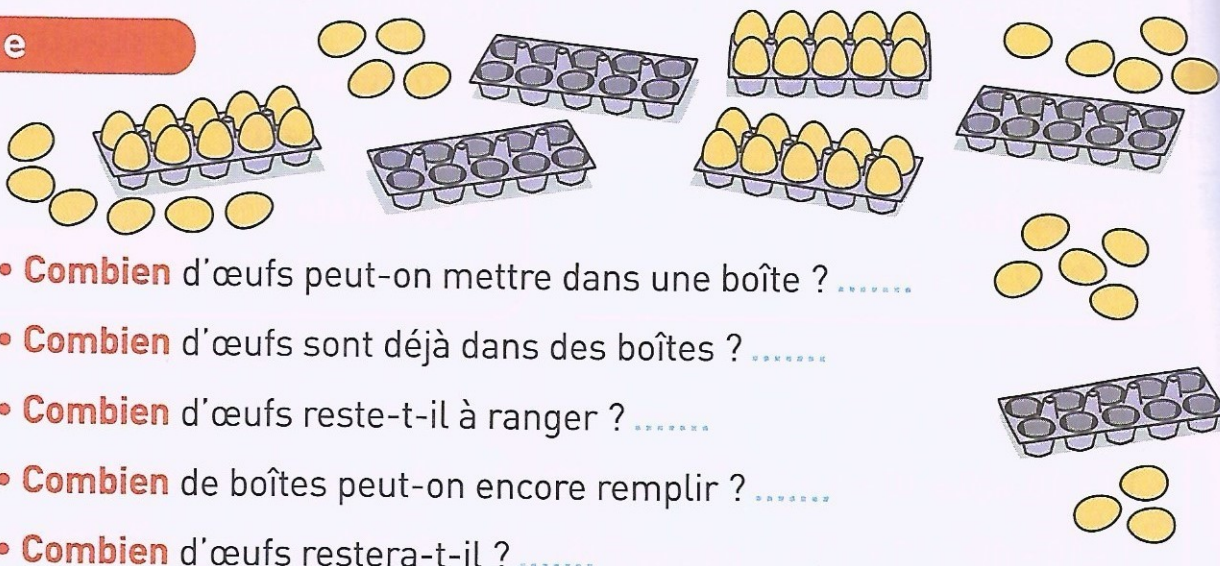 e
• Combien d'œufs peut-on mettre dans une boîte ? ........
• Combien d'œufs sont déjà dans des boîtes ? ........
• Combien d'œufs reste-t-il à ranger ? ........
• Combien de boîtes peut-on encore remplir ? ........
• Combien d'œufs restera-t-il ? ........